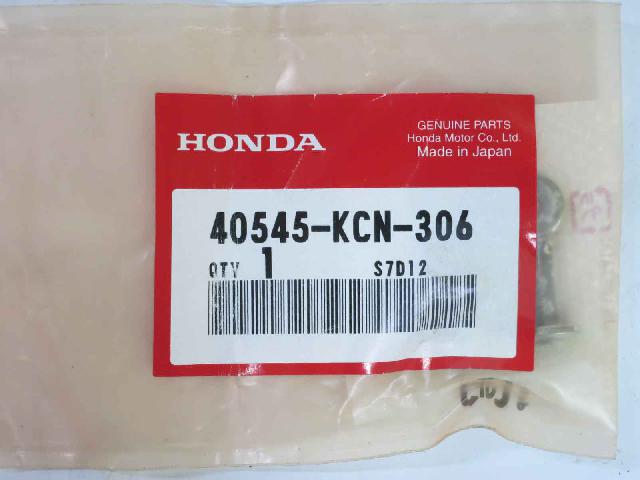 HONDA
GENUINE PARTS
Honda Motor Co., Ltd.
Made in Japan
40545-KCN-306
QTY 1 S7D12